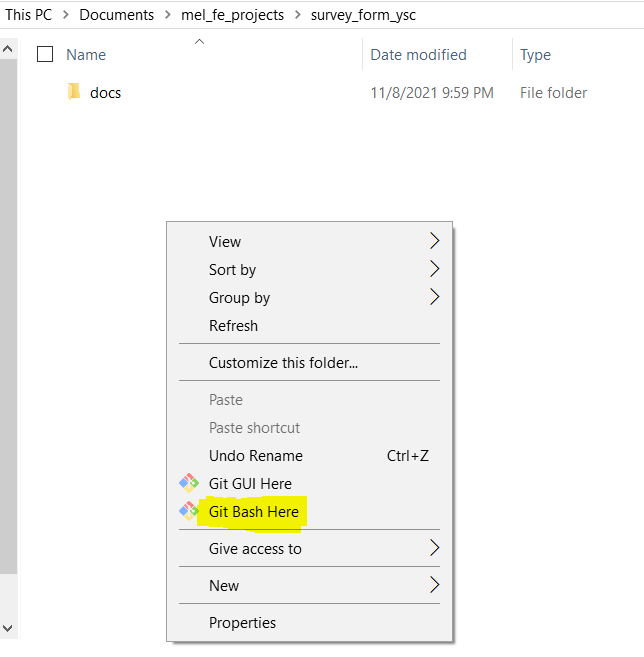 This PC > Documents > mel_fe_projects > survey_form_ysc
Name Date modified Type
docs 11/8/2021 9:59 PM File folder
View
Sort by
Group by
Refresh
Customize this folder...
Paste
Paste shortcut
Undo Rename Ctrl+Z
Git GUI Here
Git Bash Here
Give access to
New
Properties